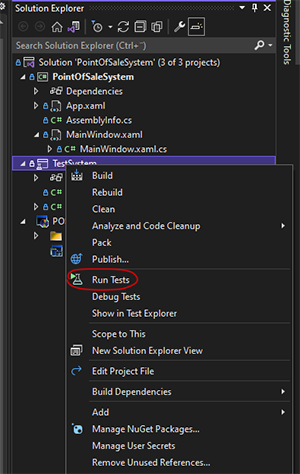 Solution Explorer
Search Solution Explorer (Ctrl+¨)
Solution 'PointOfSaleSystem' (3 of 3 projects)
PointOfSaleSystem
Dependencies
App.xaml
C# AssemblyInfo.cs
MainWindow.xaml
C# MainWindow.xaml.cs
TestSystem
C#
C#
PO
Build
Rebuild
Clean
Analyze and Code Cleanup
Pack
Publish...
Run Tests
Debug Tests
Show in Test Explorer
Scope to This
New Solution Explorer View
Edit Project File
Build Dependencies
Add
Manage NuGet Packages...
Manage User Secrets
Remove Unused References...
Diagnostic Tools